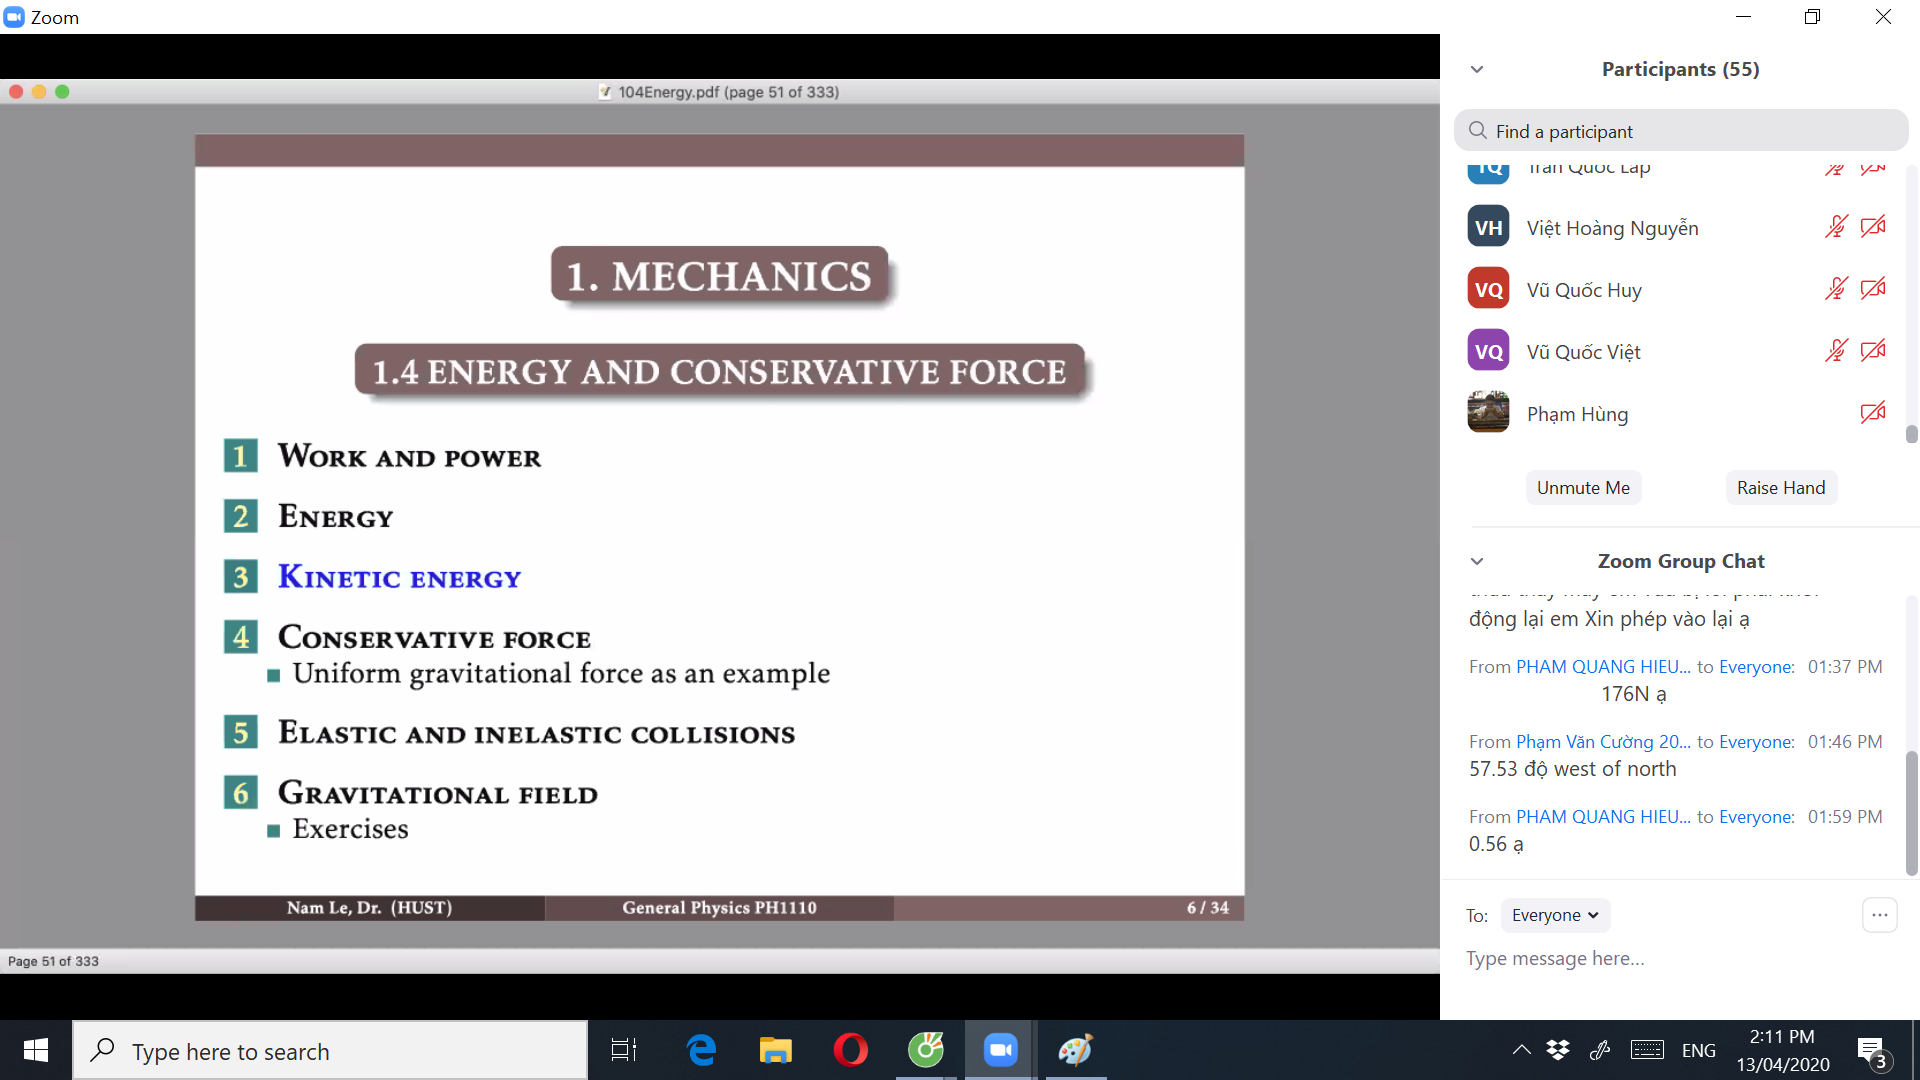 Zoom
104Energy.pdf (page 51 of 333)
1. MECHANICS
1.4 ENERGY AND CONSERVATIVE FORCE
1 WORK AND POWER
2 ENERGY
3 KINETIC ENERGY
4 CONSERVATIVE FORCE
Uniform gravitational force as an example
5 ELASTIC AND INELASTIC COLLISIONS
6 GRAVITATIONAL FIELD
Exercises
Nam Le, Dr. (HUST) General Physics PH1110 6 / 34
Page 51 of 333
Participants (55)
Find a participant
TQ Trần Quốc Lập
VH Việt Hoàng Nguyễn
VQ Vũ Quốc Huy
VQ Vũ Quốc Việt
Phạm Hùng
Unmute Me Raise Hand
Zoom Group Chat
động lại em Xin phép vào lại ạ
From PHAM QUANG HIEU... to Everyone: 01:37 PM
176N ạ
From Phạm Văn Cường 20... to Everyone: 01:46 PM
57.53 độ west of north
From PHAM QUANG HIEU... to Everyone: 01:59 PM
0.56 ạ
To: Everyone ...
Type message here...
Type here to search
ENG
2:11 PM
13/04/2020
3